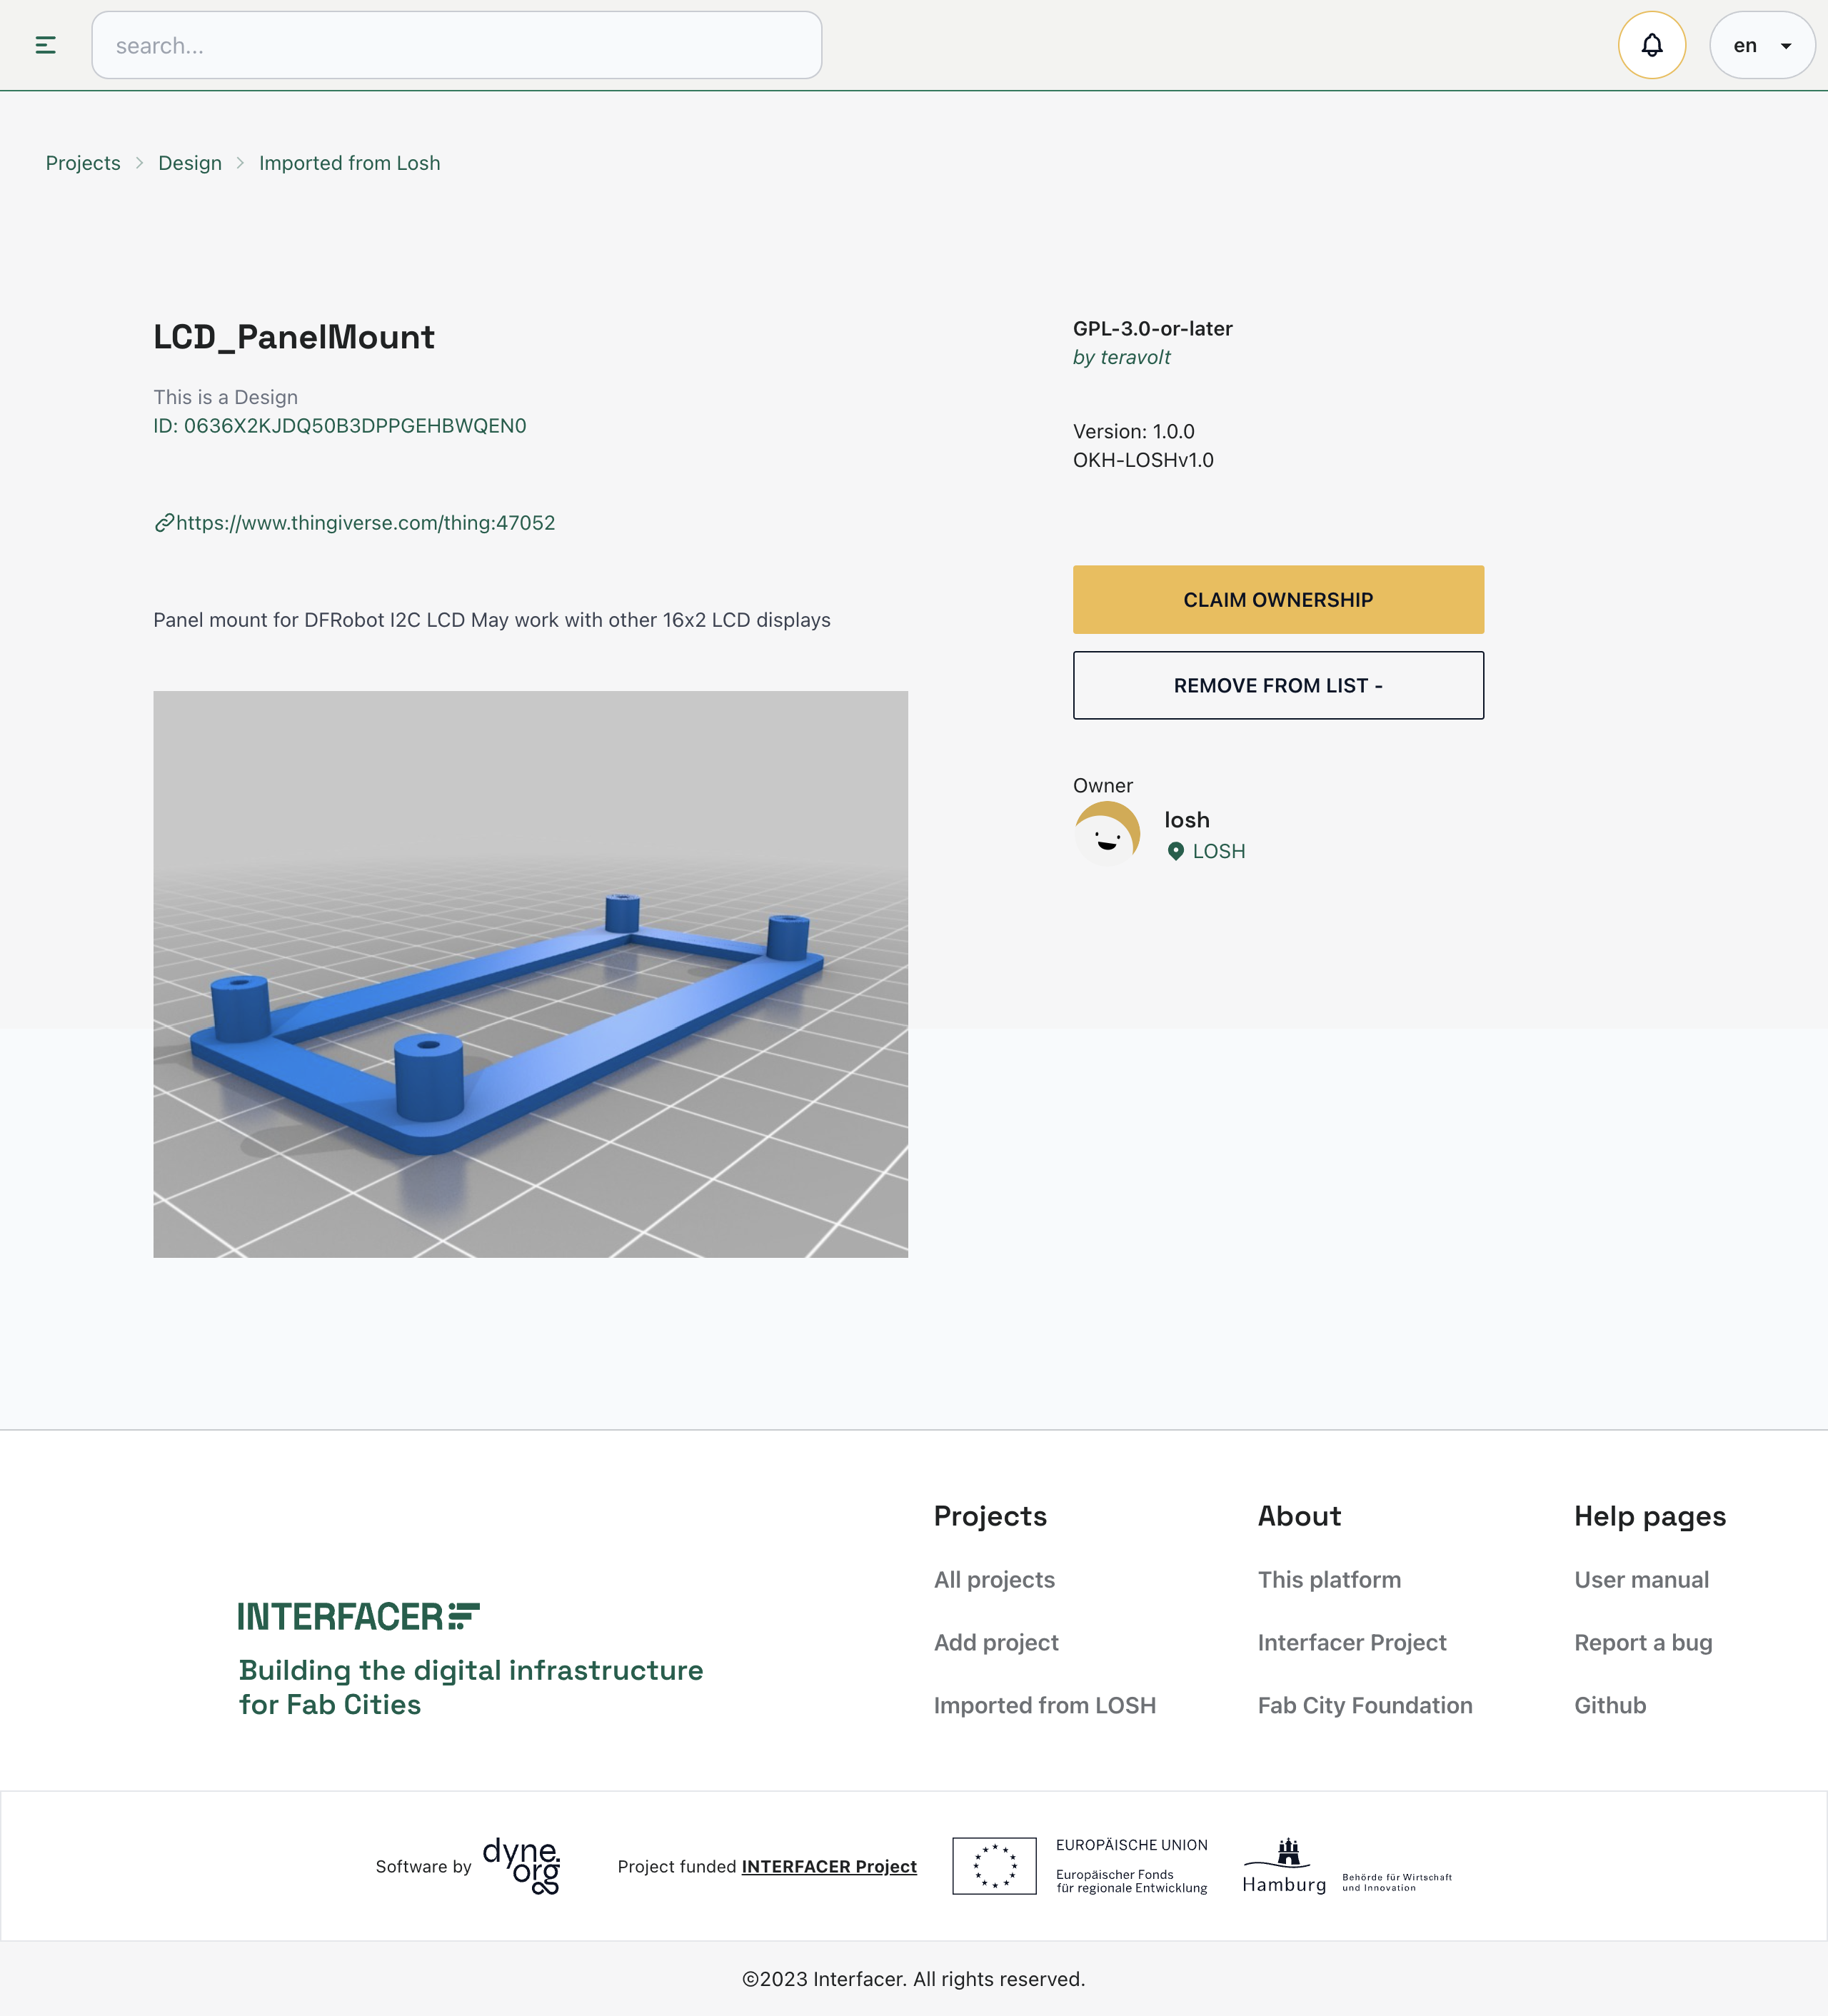 search...
en
Projects > Design > Imported from Losh
LCD_PanelMount
This is a Design
ID: 0636X2KJDQ50B3DPPGEHBWQEN0
https://www.thingiverse.com/thing:47052
Panel mount for DFRobot I2C LCD May work with other 16x2 LCD displays
GPL-3.0-or-later
by teravolt
Version: 1.0.0
OKH-LOSHv1.0
CLAIM OWNERSHIP
REMOVE FROM LIST -
Owner
losh
LOSH
INTERFACER
Building the digital infrastructure
for Fab Cities
Projects
All projects
Add project
Imported from LOSH
About
This platform
Interfacer Project
Fab City Foundation
Help pages
User manual
Report a bug
Github
Software by
dyne.
org
Project funded INTERFACER Project
EUROPÄISCHE UNION
Europäischer Fonds
für regionale Entwicklung
Hamburg
Behörde für Wirtschaft
und Innovation
©2023 Interfacer. All rights reserved.